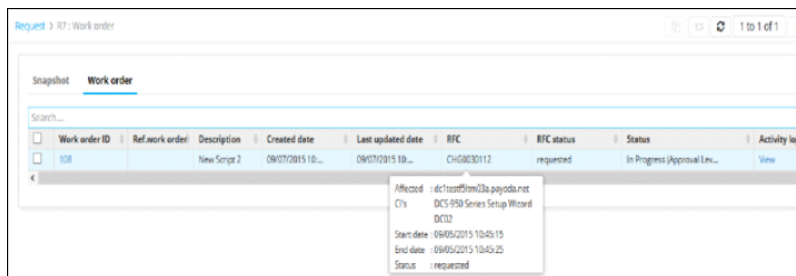 Request > R7 : Work order
1 to 1 of 1
Snapshot Work order
Search....
Work order ID Ref.work order Description Created date Last updated date RFC RFC status Status Activity lo
108 New Script 2 09/07/2015 10:... 09/07/2015 10:... CHG0030112 requested In Progress (Approval Lev... View
Affected : dc1testf5ltm03a.payoda.net
CI's DCS-950 Series Setup Wizard
DC02
Start date : 09/05/2015 10:45:15
End date : 09/05/2015 10:45:25
Status : requested